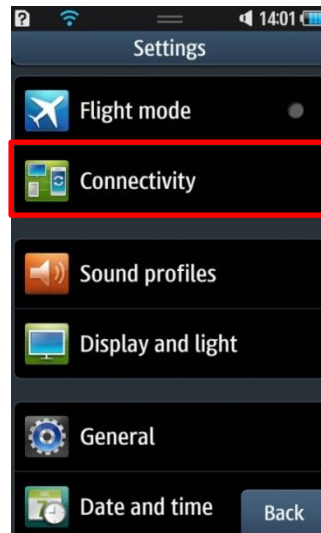 14:01
Settings
Flight mode
Connectivity
Sound profiles
Display and light
General
Date and time
Back